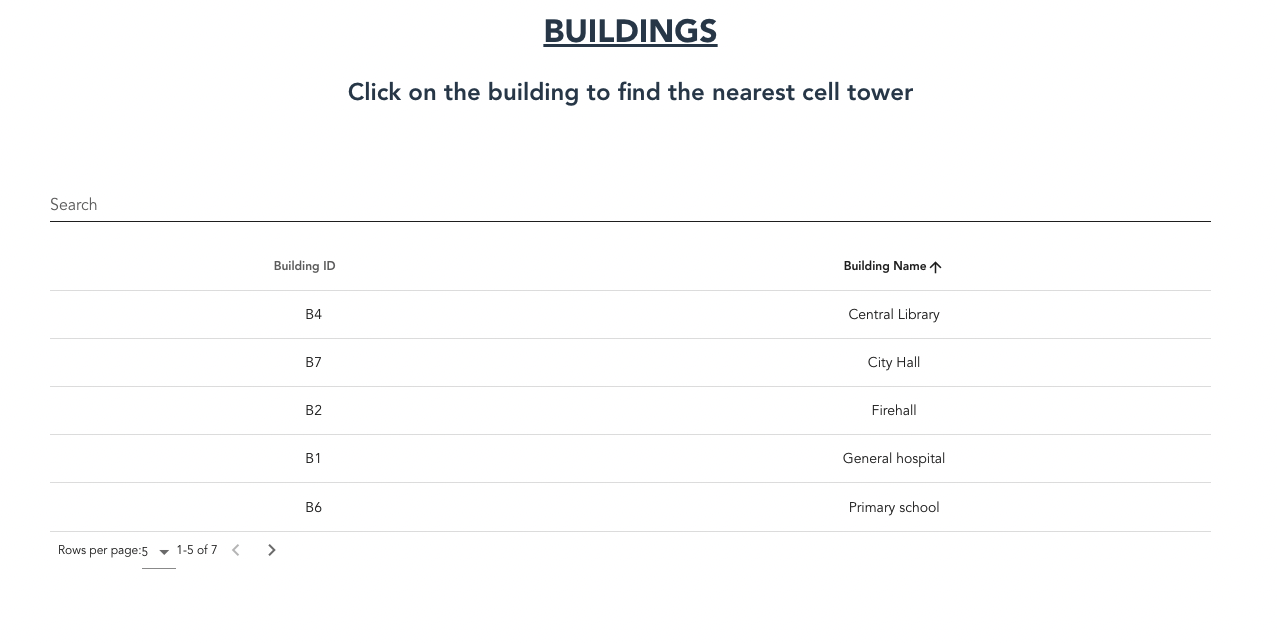 BUILDINGS
Click on the building to find the nearest cell tower
Search
Building ID Building Name
B4 Central Library
B7 City Hall
B2 Firehall
B1 General hospital
B6 Primary school
Rows per page:5 1-5 of 7